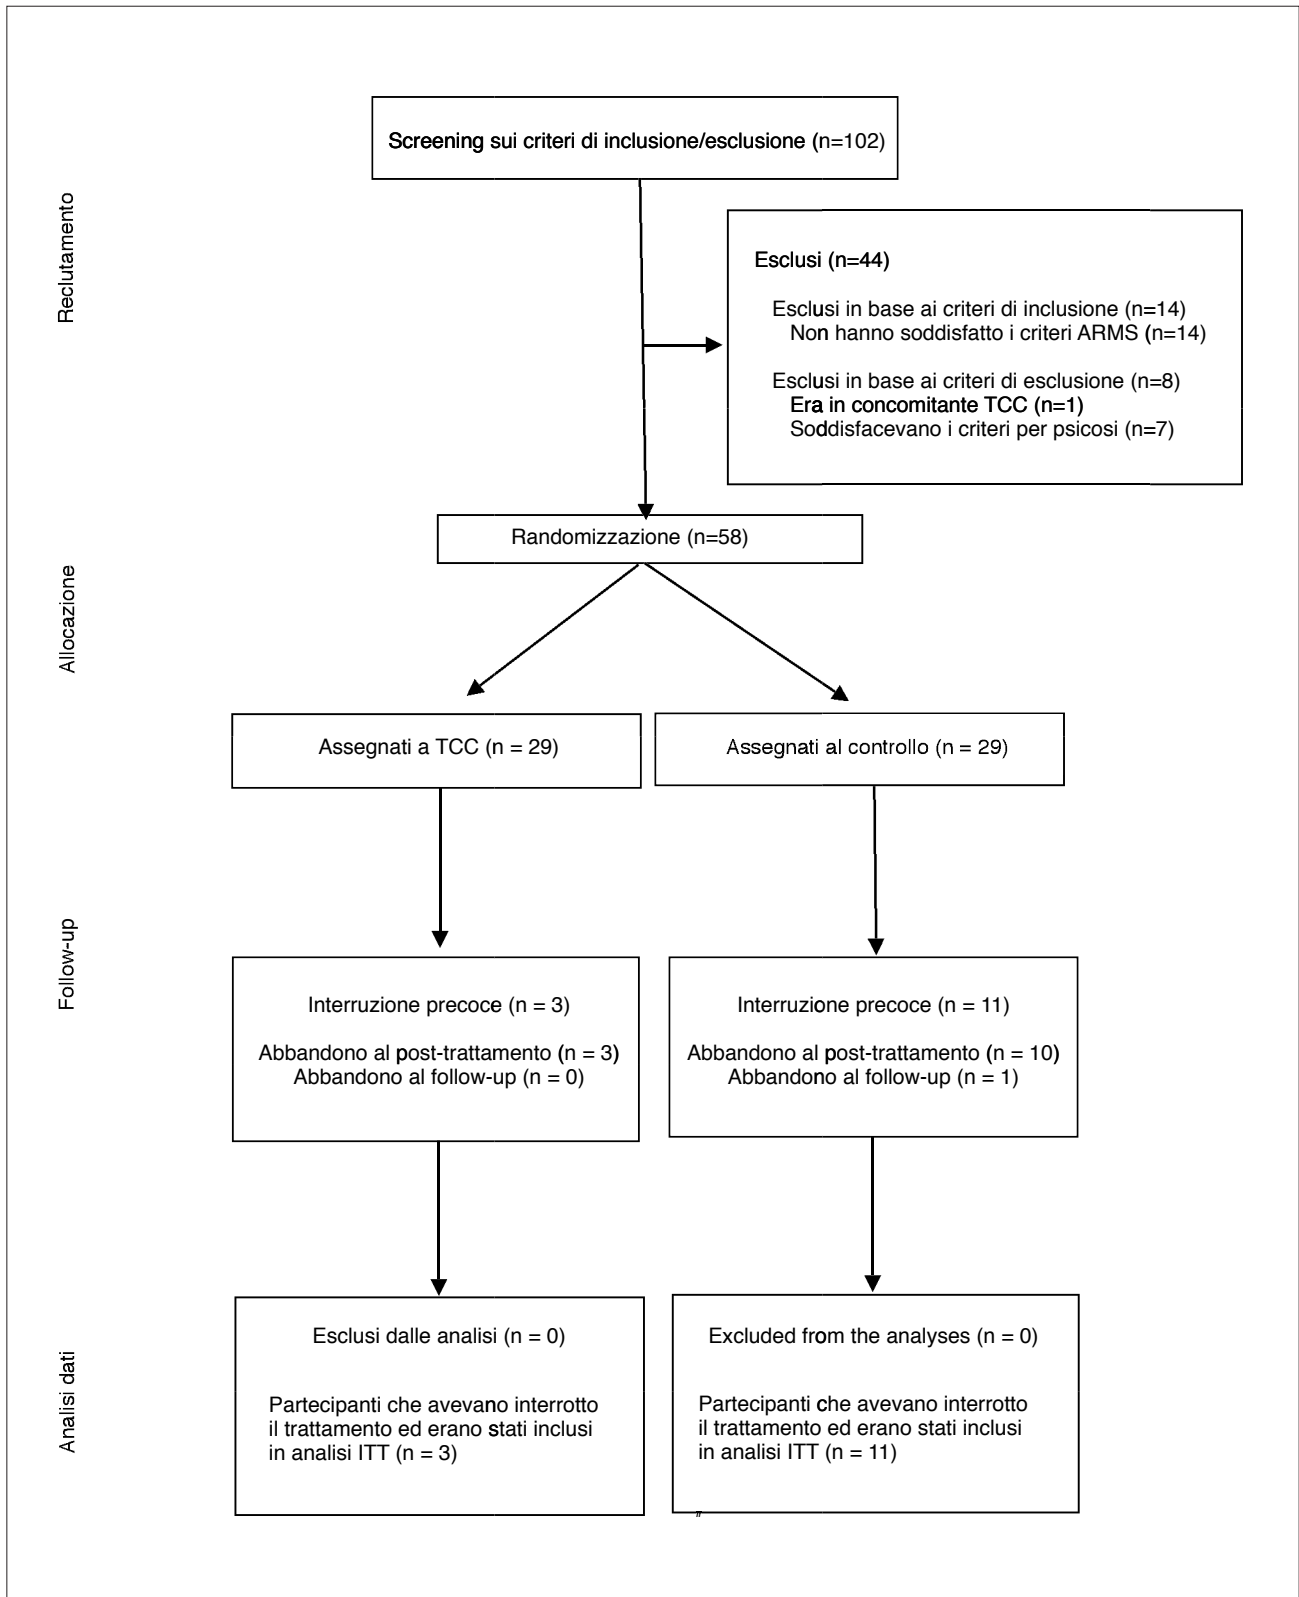 Screening sui criteri di inclusione/esclusione (n=102)
Reclutamento
Esclusi (n=44)
Esclusi in base ai criteri di inclusione (n=14)
Non hanno soddisfatto i criteri ARMS (n=14)
Esclusi in base ai criteri di esclusione (n=8)
Era in concomitante TCC (n=1)
Soddisfacevano i criteri per psicosi (n=7)
Randomizzazione (n=58)
Allocazione
Assegnati a TCC (n = 29)
Assegnati al controllo (n = 29)
Follow-up
Interruzione precoce (n = 3)
Abbandono al post-trattamento (n = 3)
Abbandono al follow-up (n = 0)
Interruzione precoce (n = 11)
Abbandono al post-trattamento (n = 10)
Abbandono al follow-up (n = 1)
Analisi dati
Esclusi dalle analisi (n = 0)
Partecipanti che avevano interrotto
il trattamento ed erano stati inclusi
in analisi ITT (n = 3)
Excluded from the analyses (n = 0)
Partecipanti che avevano interrotto
il trattamento ed erano stati inclusi
in analisi ITT (n = 11)